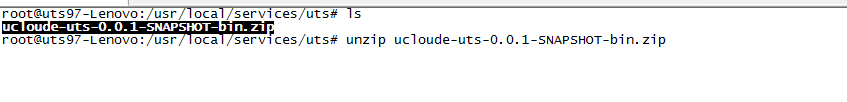 root@uts97-Lenovo:/usr/local/services/uts# ls
ucloude-uts-0.0.1-SNAPSHOT-bin.zip
root@uts97-Lenovo:/usr/local/services/uts# unzip ucloude-uts-0.0.1-SNAPSHOT-bin.zip